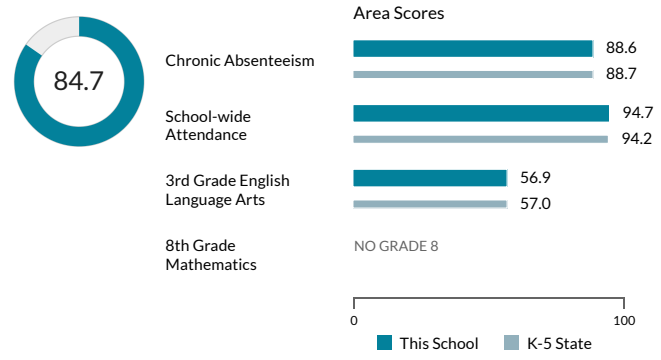 Area Scores
84.7
Chronic Absenteeism
88.6
88.7
School-wide
Attendance
94.7
94.2
3rd Grade English
Language Arts
56.9
57.0
8th Grade
Mathematics
NO GRADE 8
0
100
This School
K-5 State